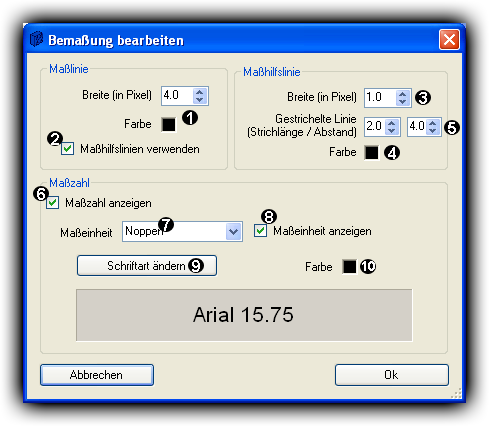 Bemaßung bearbeiten
Maßlinie
Breite (in Pixel) 4.0
Farbe 1
2 Maßhilfslinien verwenden
Maßhilfslinie
Breite (in Pixel) 1.0 3
Gestrichelte Linie
(Strichlänge / Abstand) 2.0 4.0 5
Farbe 4
Maßzahl
6 Maßzahl anzeigen
Maßeinheit Noppen 7 8 Maßeinheit anzeigen
Schriftart ändern 9 Farbe 10
Arial 15.75
Abbrechen Ok